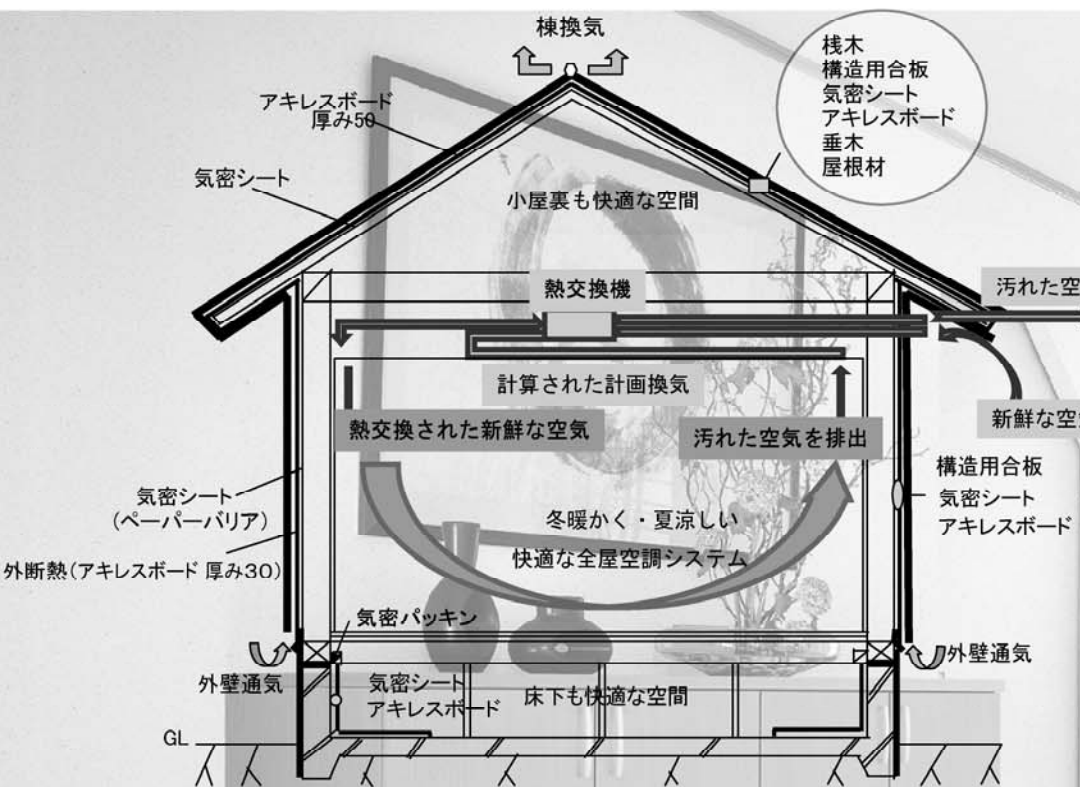 棟換気
桟木
構造用合板
気密シート
アキレスボード
垂木
屋根材
アキレスボード
厚み50
気密シート
小屋裏も快適な空間
熱交換機
汚れた空
計算された計画換気
熱交換された新鮮な空気
汚れた空気を排出
新鮮な空
構造用合板
気密シート
アキレスボード
気密シート
(ペーパーバリア)
冬暖かく・夏涼しい
快適な全屋空調システム
外断熱(アキレスボード 厚み30)
気密パッキン
外壁通気
外壁通気
気密シート
アキレスボード
床下も快適な空間
GL